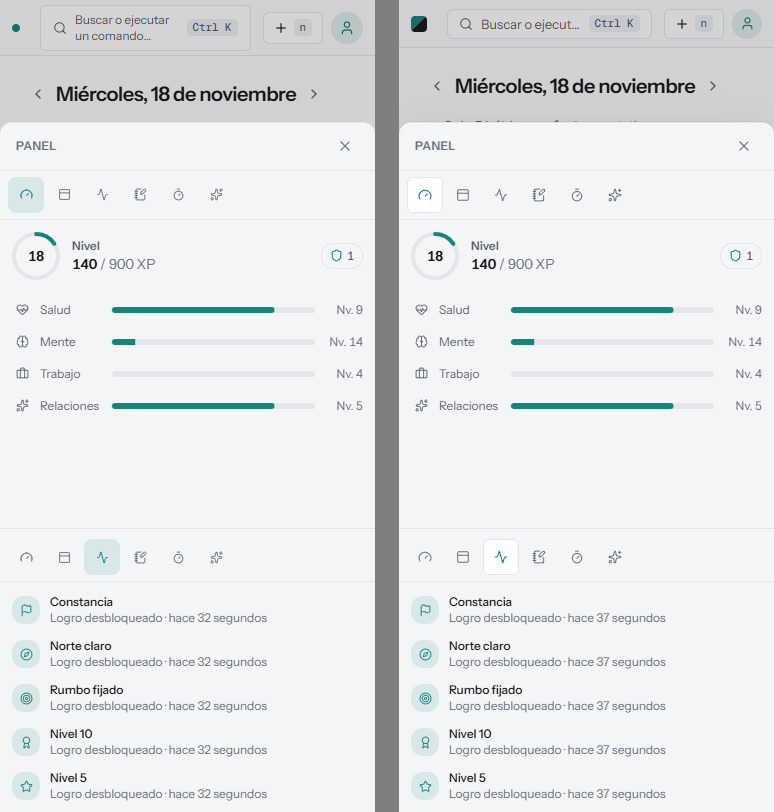 Buscar o ejecutar
un comando...
Ctrl K
n
Miércoles, 18 de noviembre
PANEL
18
Nivel
140 / 900 XP
1
Salud
Nv. 9
Mente
Nv. 14
Trabajo
Nv. 4
Relaciones
Nv. 5
Constancia
Logro desbloqueado · hace 32 segundos
Norte claro
Logro desbloqueado · hace 32 segundos
Rumbo fijado
Logro desbloqueado · hace 32 segundos
Nivel 10
Logro desbloqueado · hace 32 segundos
Nivel 5
Logro desbloqueado · hace 32 segundos
Buscar o ejecut...
Ctrl K
n
Miércoles, 18 de noviembre
PANEL
18
Nivel
140 / 900 XP
1
Salud
Nv. 9
Mente
Nv. 14
Trabajo
Nv. 4
Relaciones
Nv. 5
Constancia
Logro desbloqueado · hace 37 segundos
Norte claro
Logro desbloqueado · hace 37 segundos
Rumbo fijado
Logro desbloqueado · hace 37 segundos
Nivel 10
Logro desbloqueado · hace 37 segundos
Nivel 5
Logro desbloqueado · hace 37 segundos